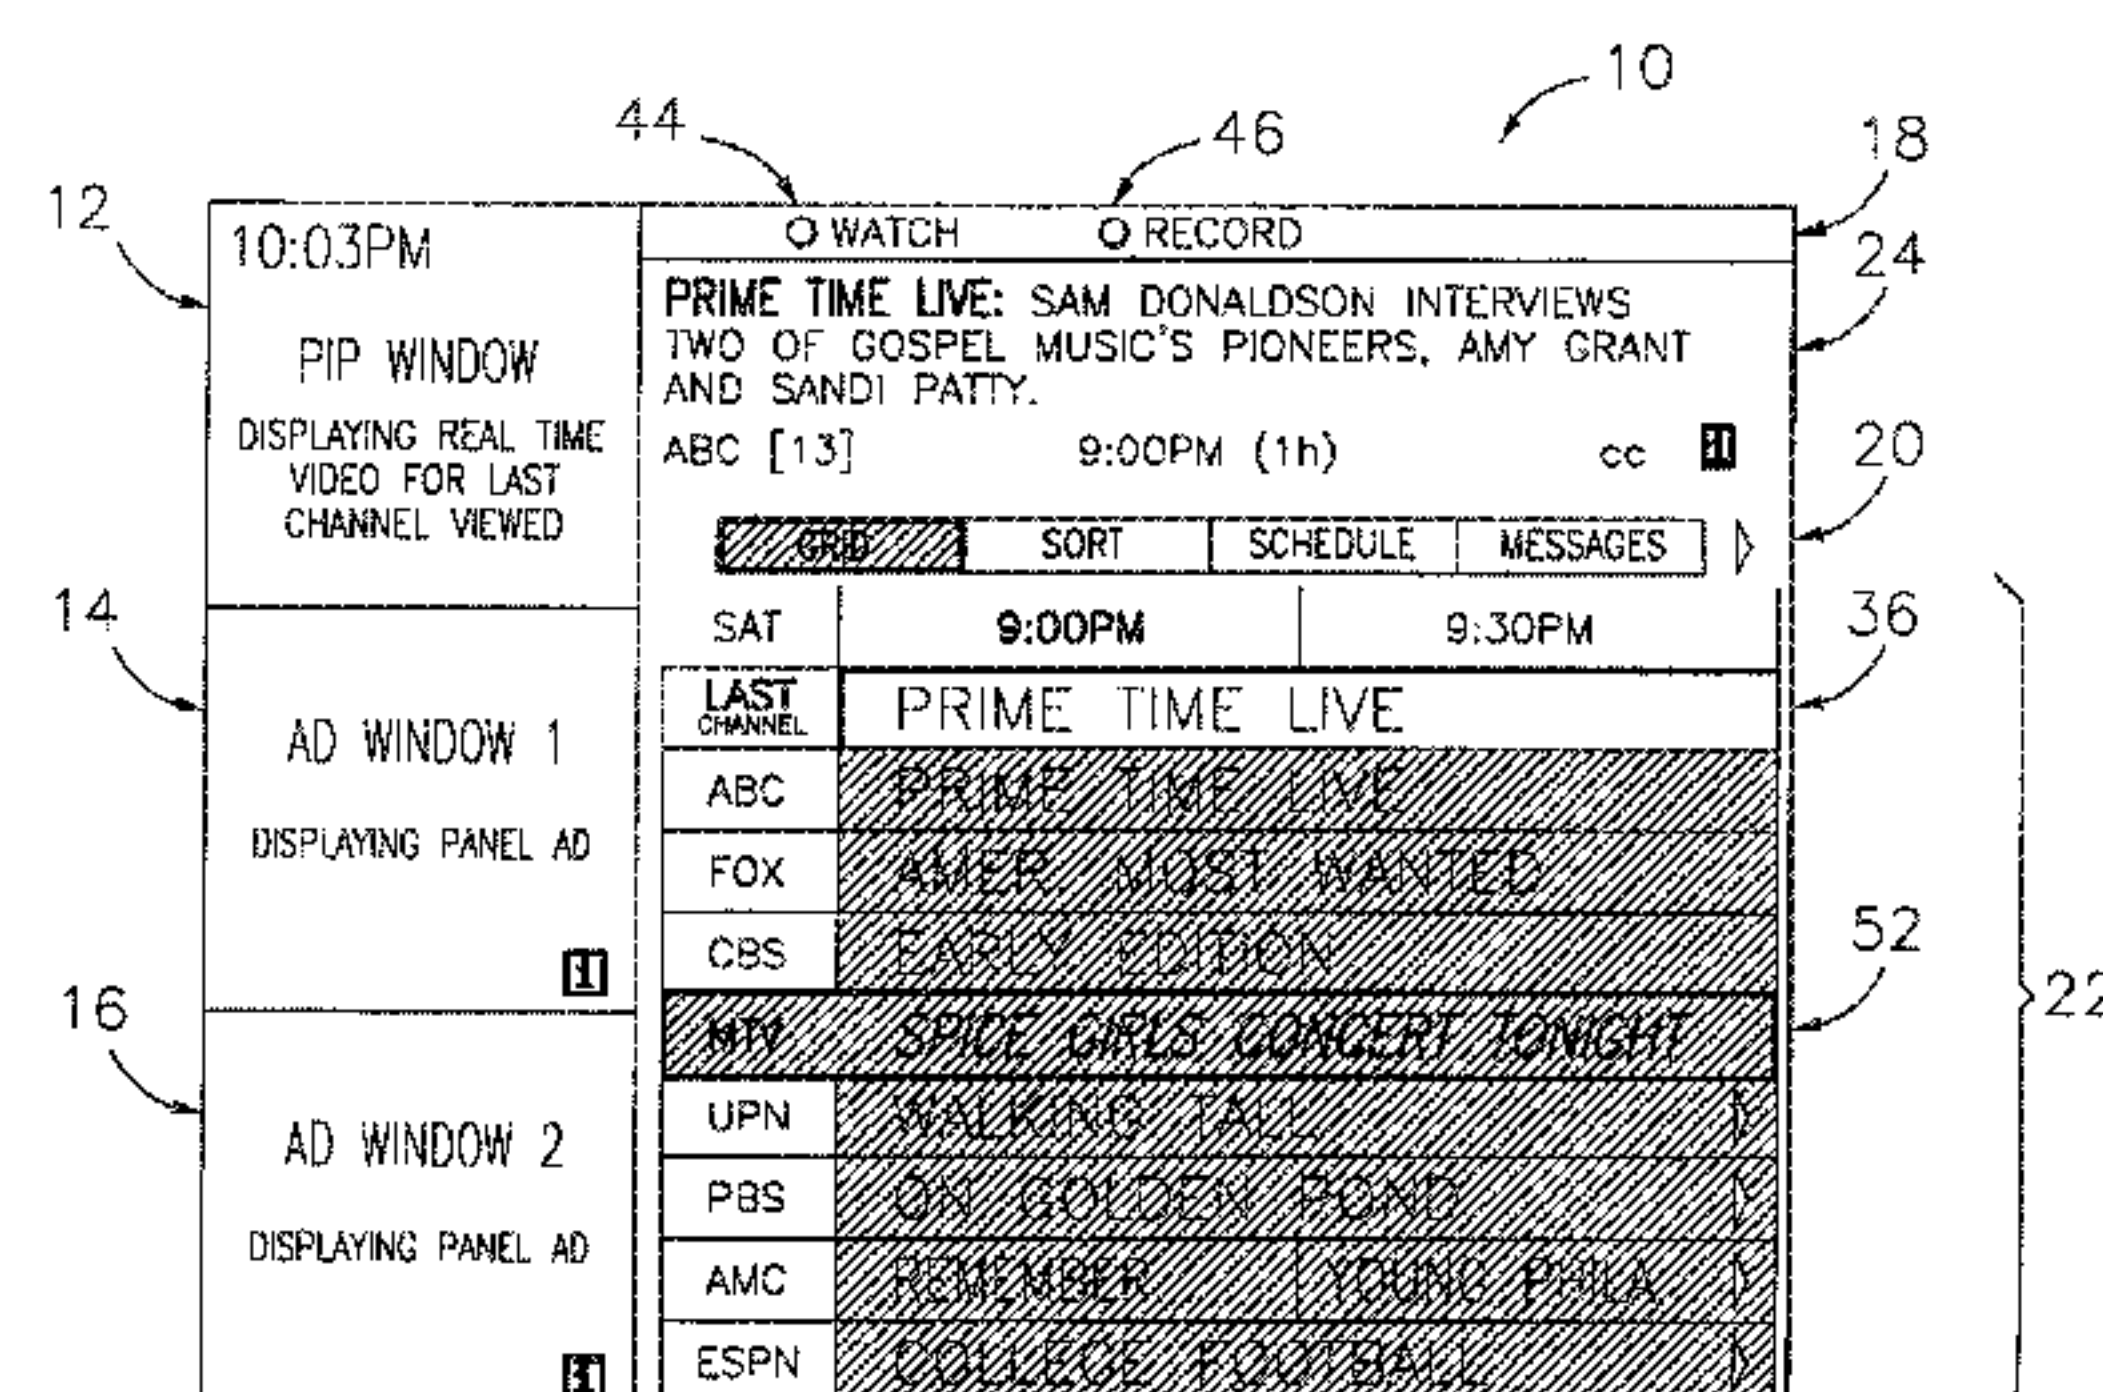 10
44
46
18
12
10:03PM
WATCH
RECORD
24
PRIME TIME LIVE: SAM DONALDSON INTERVIEWS
TWO OF GOSPEL MUSIC'S PIONEERS, AMY GRANT
AND SANDI PATTY.
PIP WINDOW
DISPLAYING REAL TIME
VIDEO FOR LAST
CHANNEL VIEWED
ABC [13]
9:00PM (1h)
cc
i
20
GRID
SORT
SCHEDULE
MESSAGES
14
SAT
9:00PM
9:30PM
36
LAST
CHANNEL
PRIME TIME LIVE
AD WINDOW 1
DISPLAYING PANEL AD
i
ABC
PRIME TIME LIVE
FOX
AMER. MOST WANTED
CBS
EARLY EDITION
52
22
16
MTV
SPICE GIRLS CONCERT TONIGHT
AD WINDOW 2
DISPLAYING PANEL AD
i
UPN
WALKING TALL
PBS
ON GOLDEN POND
AMC
REMEMBER
YOUNG PHILA.
ESPN
COLLEGE FOOTBALL